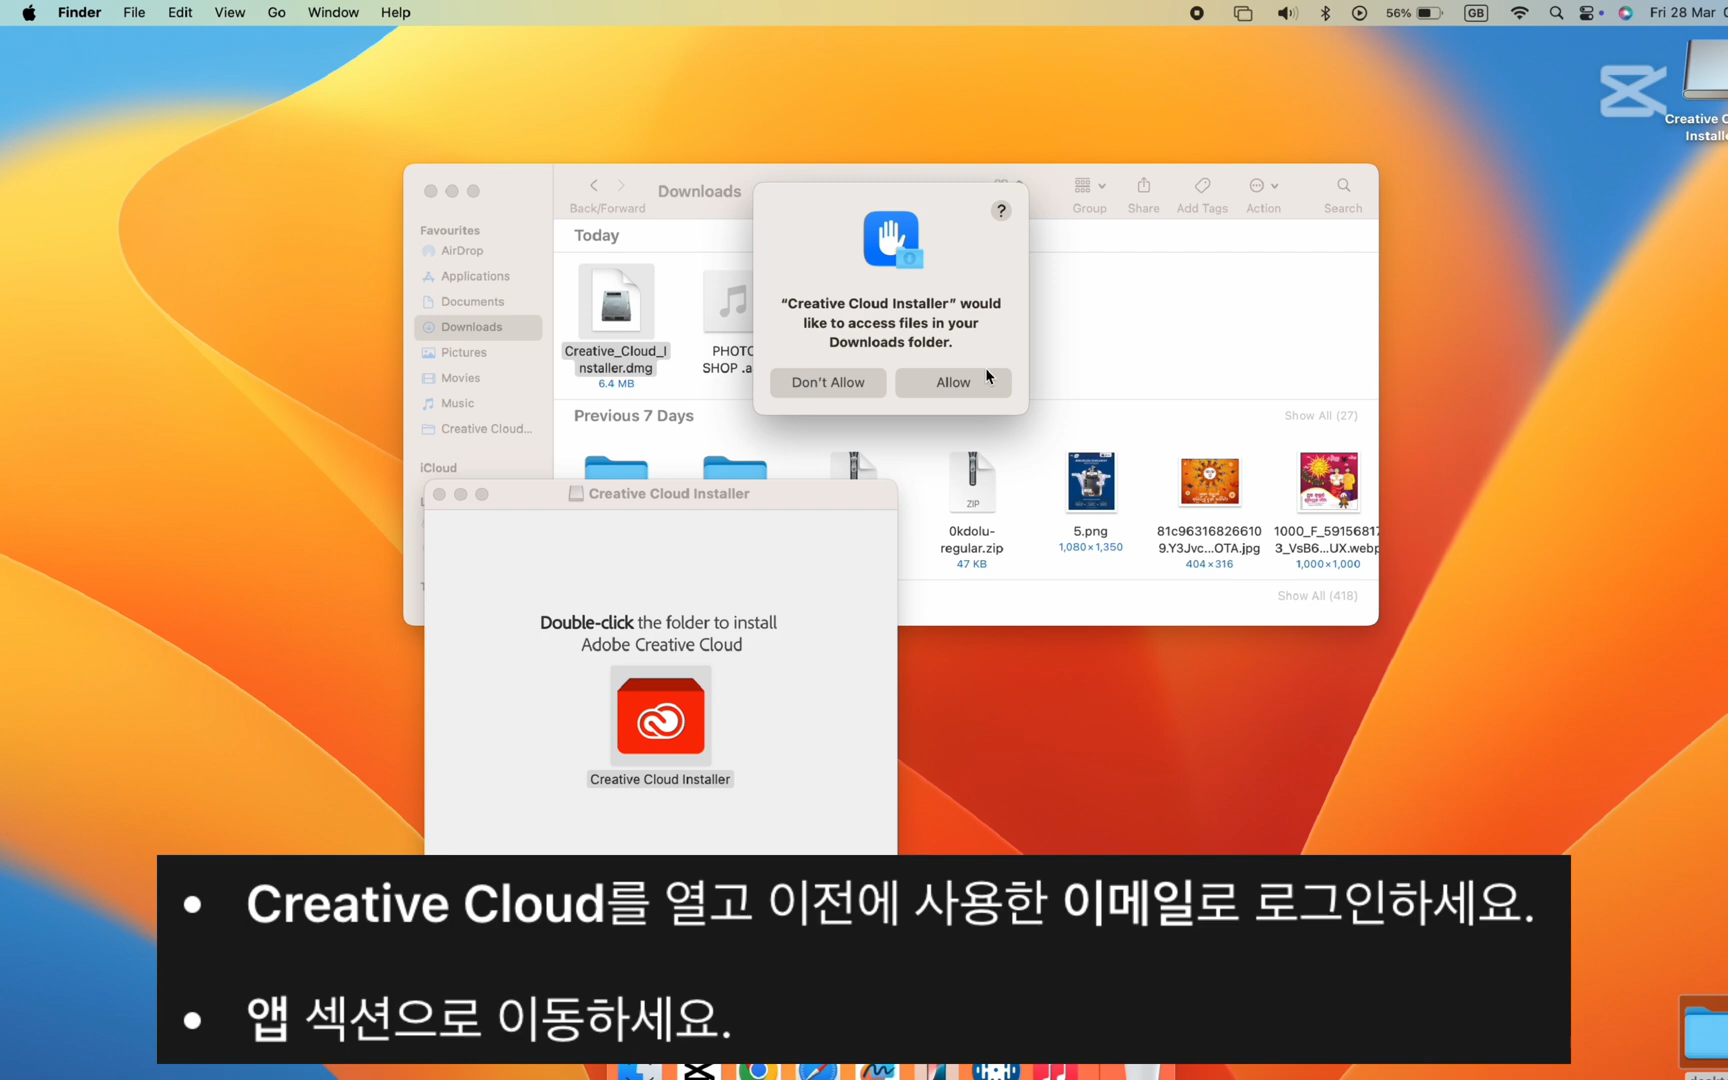 Finder File Edit View Go Window Help
56% GB Fri 28 Mar
Creative C
Install
Downloads
Back/Forward
Group Share Add Tags Action Search
Favourites
AirDrop
Applications
Documents
Downloads
Pictures
Movies
Music
Creative Cloud...
iCloud
Today
Creative_Cloud_I
nstaller.dmg
6.4 MB
PHOTO
SHOP .a
?
“Creative Cloud Installer” would
like to access files in your
Downloads folder.
Don’t Allow Allow
Previous 7 Days Show All (27)
ZIP
0kdolu-
regular.zip
47 KB
5.png
1,080×1,350
81c96316826610
9.Y3Jvc...OTA.jpg
404×316
1000_F_5915681
3_VsB6...UX.webp
1,000×1,000
Show All (418)
Creative Cloud Installer
Double-click the folder to install
Adobe Creative Cloud
Creative Cloud Installer
• Creative Cloud를 열고 이전에 사용한 이메일로 로그인하세요.
• 앱 섹션으로 이동하세요.